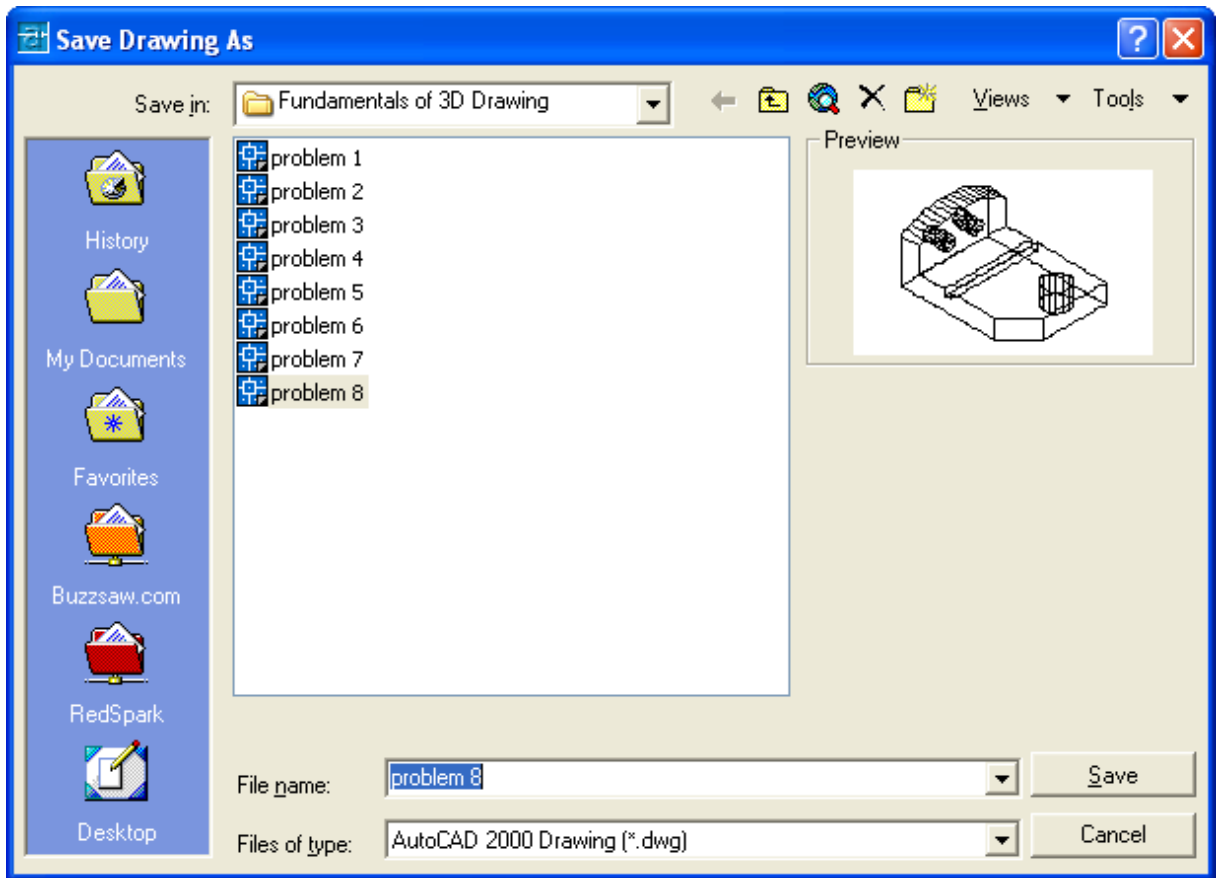 Save Drawing As
Save in: Fundamentals of 3D Drawing Views Tools
History
My Documents
Favorites
Buzzsaw.com
RedSpark
Desktop
problem 1
problem 2
problem 3
problem 4
problem 5
problem 6
problem 7
problem 8
Preview
File name: problem 8 Save
Files of type: AutoCAD 2000 Drawing (*.dwg) Cancel